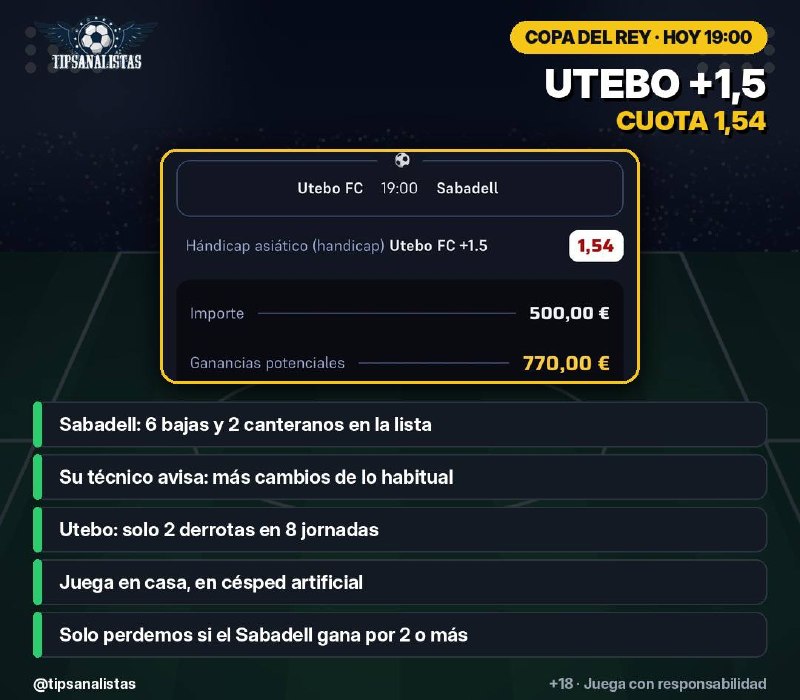 TIPSANALISTAS
COPA DEL REY · HOY 19:00
UTEBO +1,5
CUOTA 1,54
Utebo FC 19:00 Sabadell
Hándicap asiático (handicap) Utebo FC +1.5 1,54
Importe 500,00 €
Ganancias potenciales 770,00 €
Sabadell: 6 bajas y 2 canteranos en la lista
Su técnico avisa: más cambios de lo habitual
Utebo: solo 2 derrotas en 8 jornadas
Juega en casa, en césped artificial
Solo perdemos si el Sabadell gana por 2 o más
@tipsanalistas +18 · Juega con responsabilidad